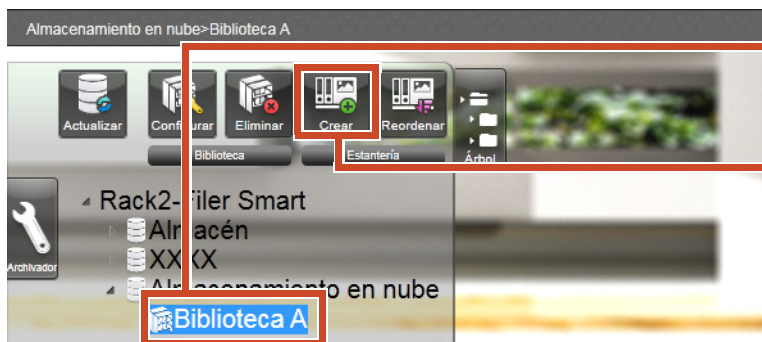 Almacenamiento en nube>Biblioteca A
Actualizar Configurar Eliminar Crear Reordenar
Biblioteca Estantería Árbol
Rack2-Filer Smart
Almacén
Archivador
XXXX
Almacenamiento en nube
Biblioteca A